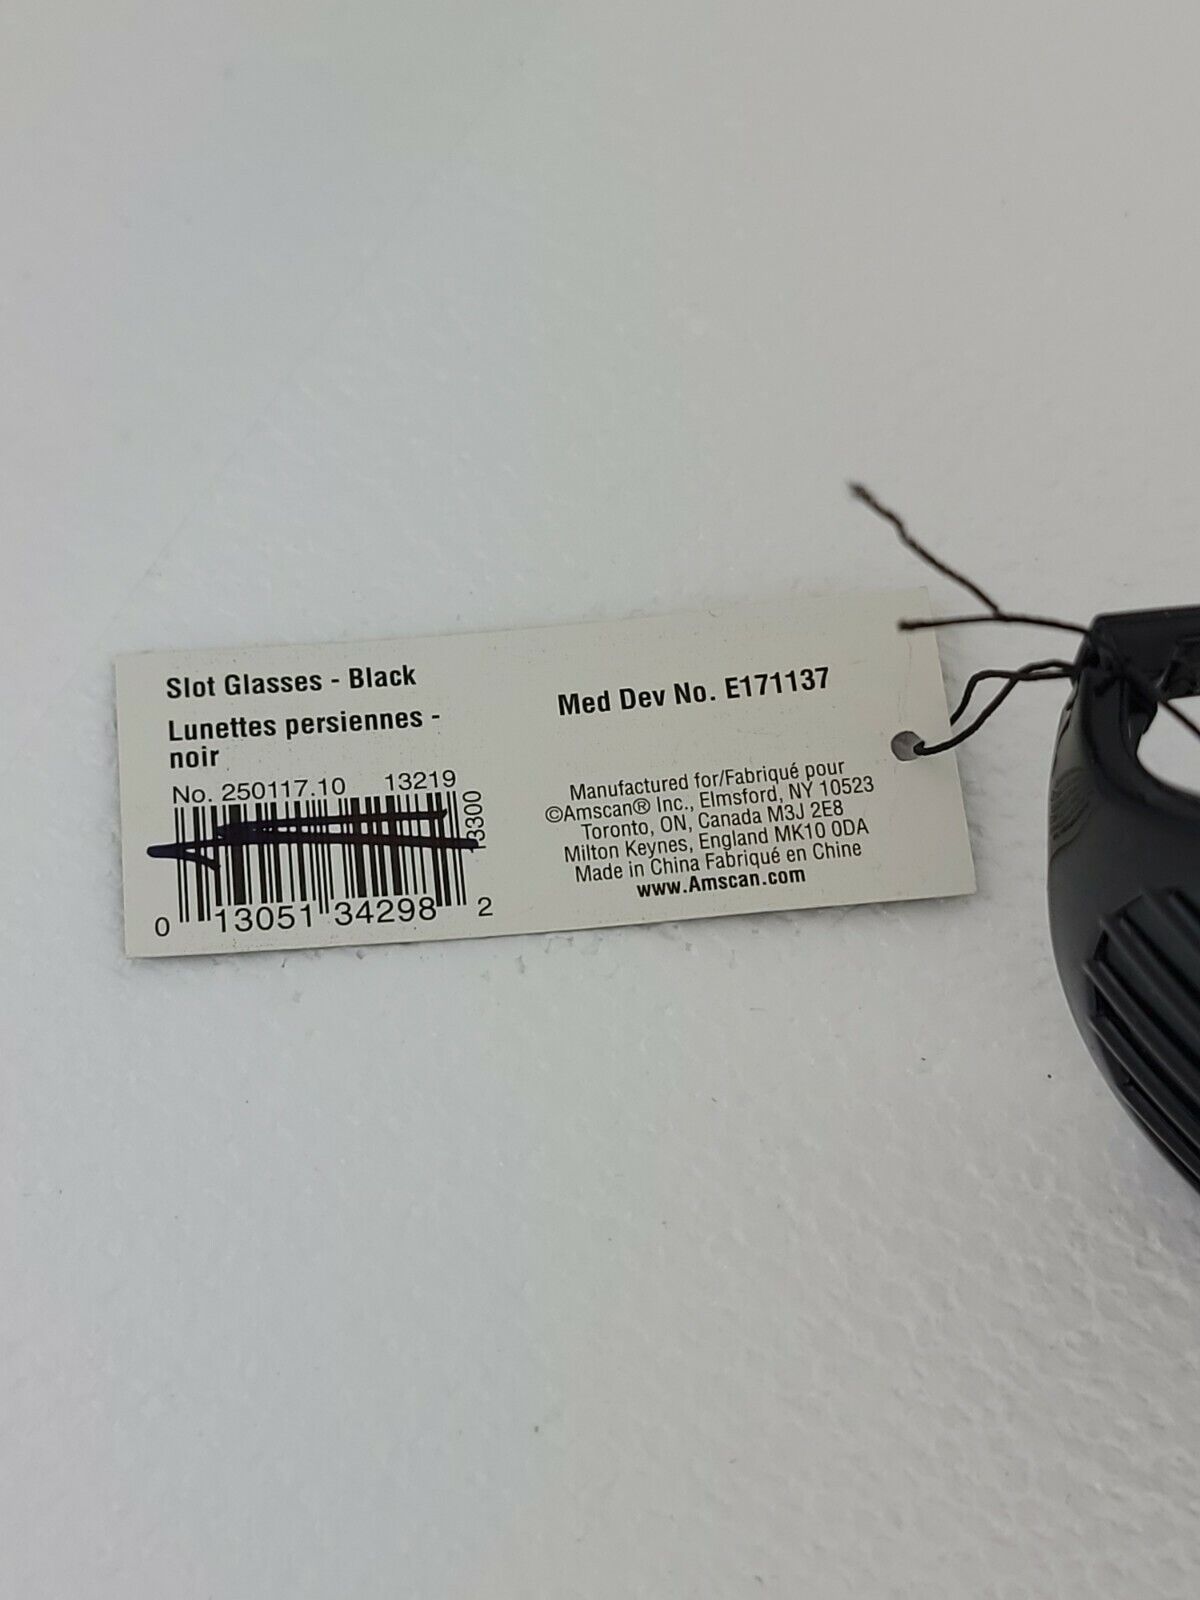 Slot Glasses - Black
Lunettes persiennes -
noir
No. 250117.10 13219
13300
0 13051 34298 2
Med Dev No. E171137
Manufactured for/Fabriqué pour
©Amscan® Inc., Elmsford, NY 10523
Toronto, ON, Canada M3J 2E8
Milton Keynes, England MK10 0DA
Made in China Fabriqué en Chine
www.Amscan.com